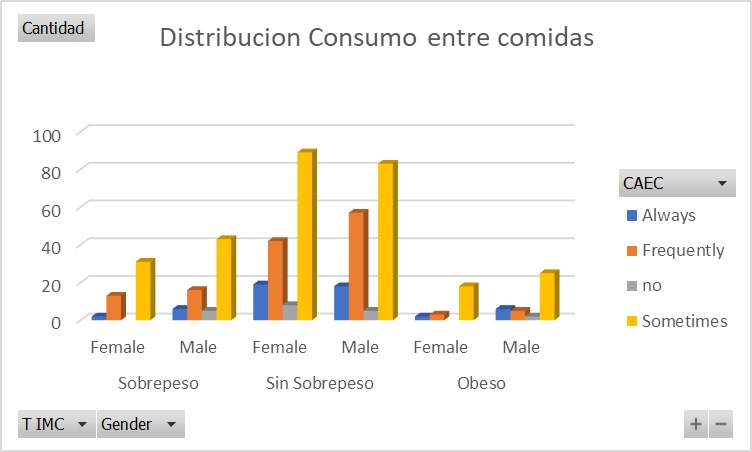 Cantidad
Distribucion Consumo entre comidas
100
80
60
40
20
0
Female Male Female Male Female Male
Sobrepeso Sin Sobrepeso Obeso
CAEC
Always
Frequently
no
Sometimes
T IMC Gender
+ −